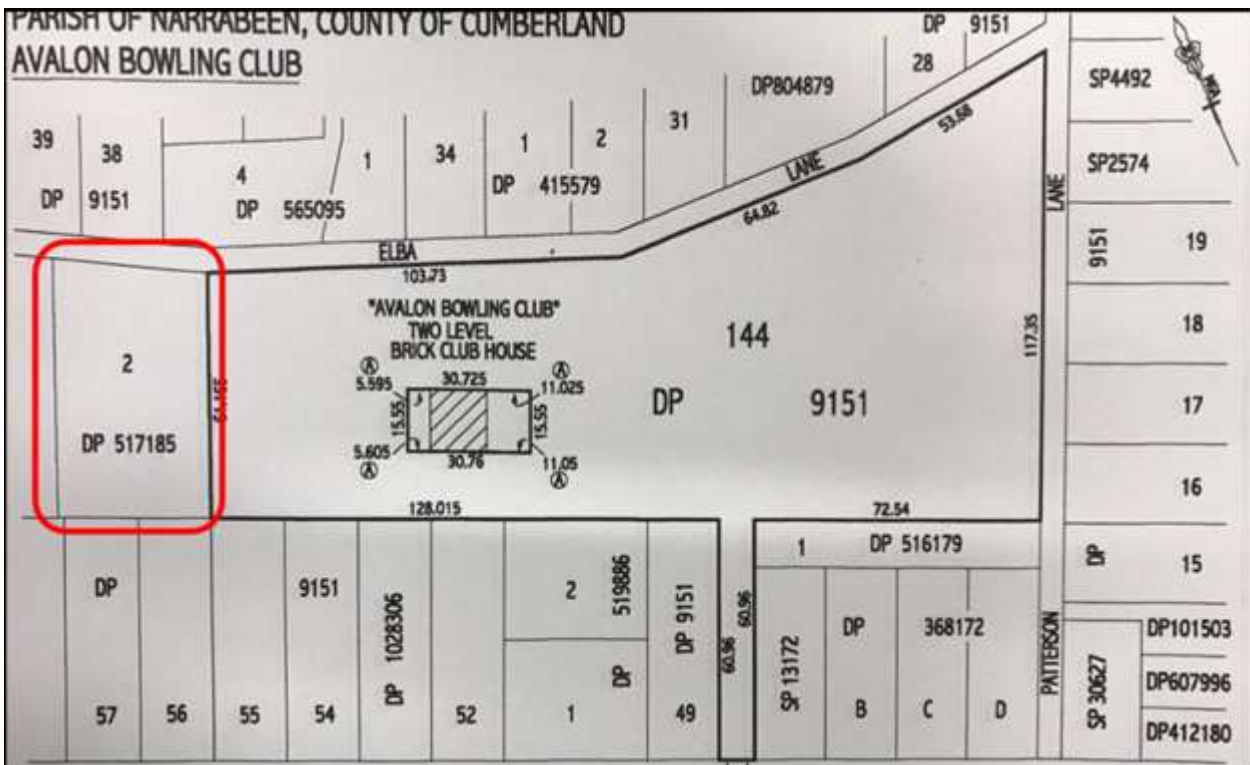 PARISH OF NARRABEEN, COUNTY OF CUMBERLAND
AVALON BOWLING CLUB
DP 9151
28
DP804879
SP4492
SP2574
39
38
DP 9151
4
DP 565095
1
34
1
2
DP 415579
31
53.68
LANE
64.82
ELBA
103.73
LANE
9151
19
18
17
16
DP
15
2
DP 517185
"AVALON BOWLING CLUB"
TWO LEVEL
BRICK CLUB HOUSE
A
5.595
30.725
A
11.025
15.55
15.55
5.605
A
30.76
11.05
A
144
DP 9151
117.35
128.015
72.54
1
DP 516179
DP
9151
DP 1028306
2
DP 519886
DP 9151
60.96
60.96
SP 13172
DP 368172
PATTERSON
SP 30627
DP101503
DP607996
DP412180
57
56
55
54
52
1
49
B
C
D